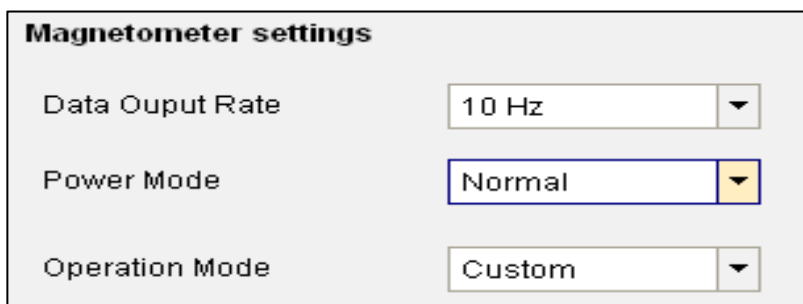 Magnetometer settings
Data Ouput Rate 10 Hz
Power Mode Normal
Operation Mode Custom